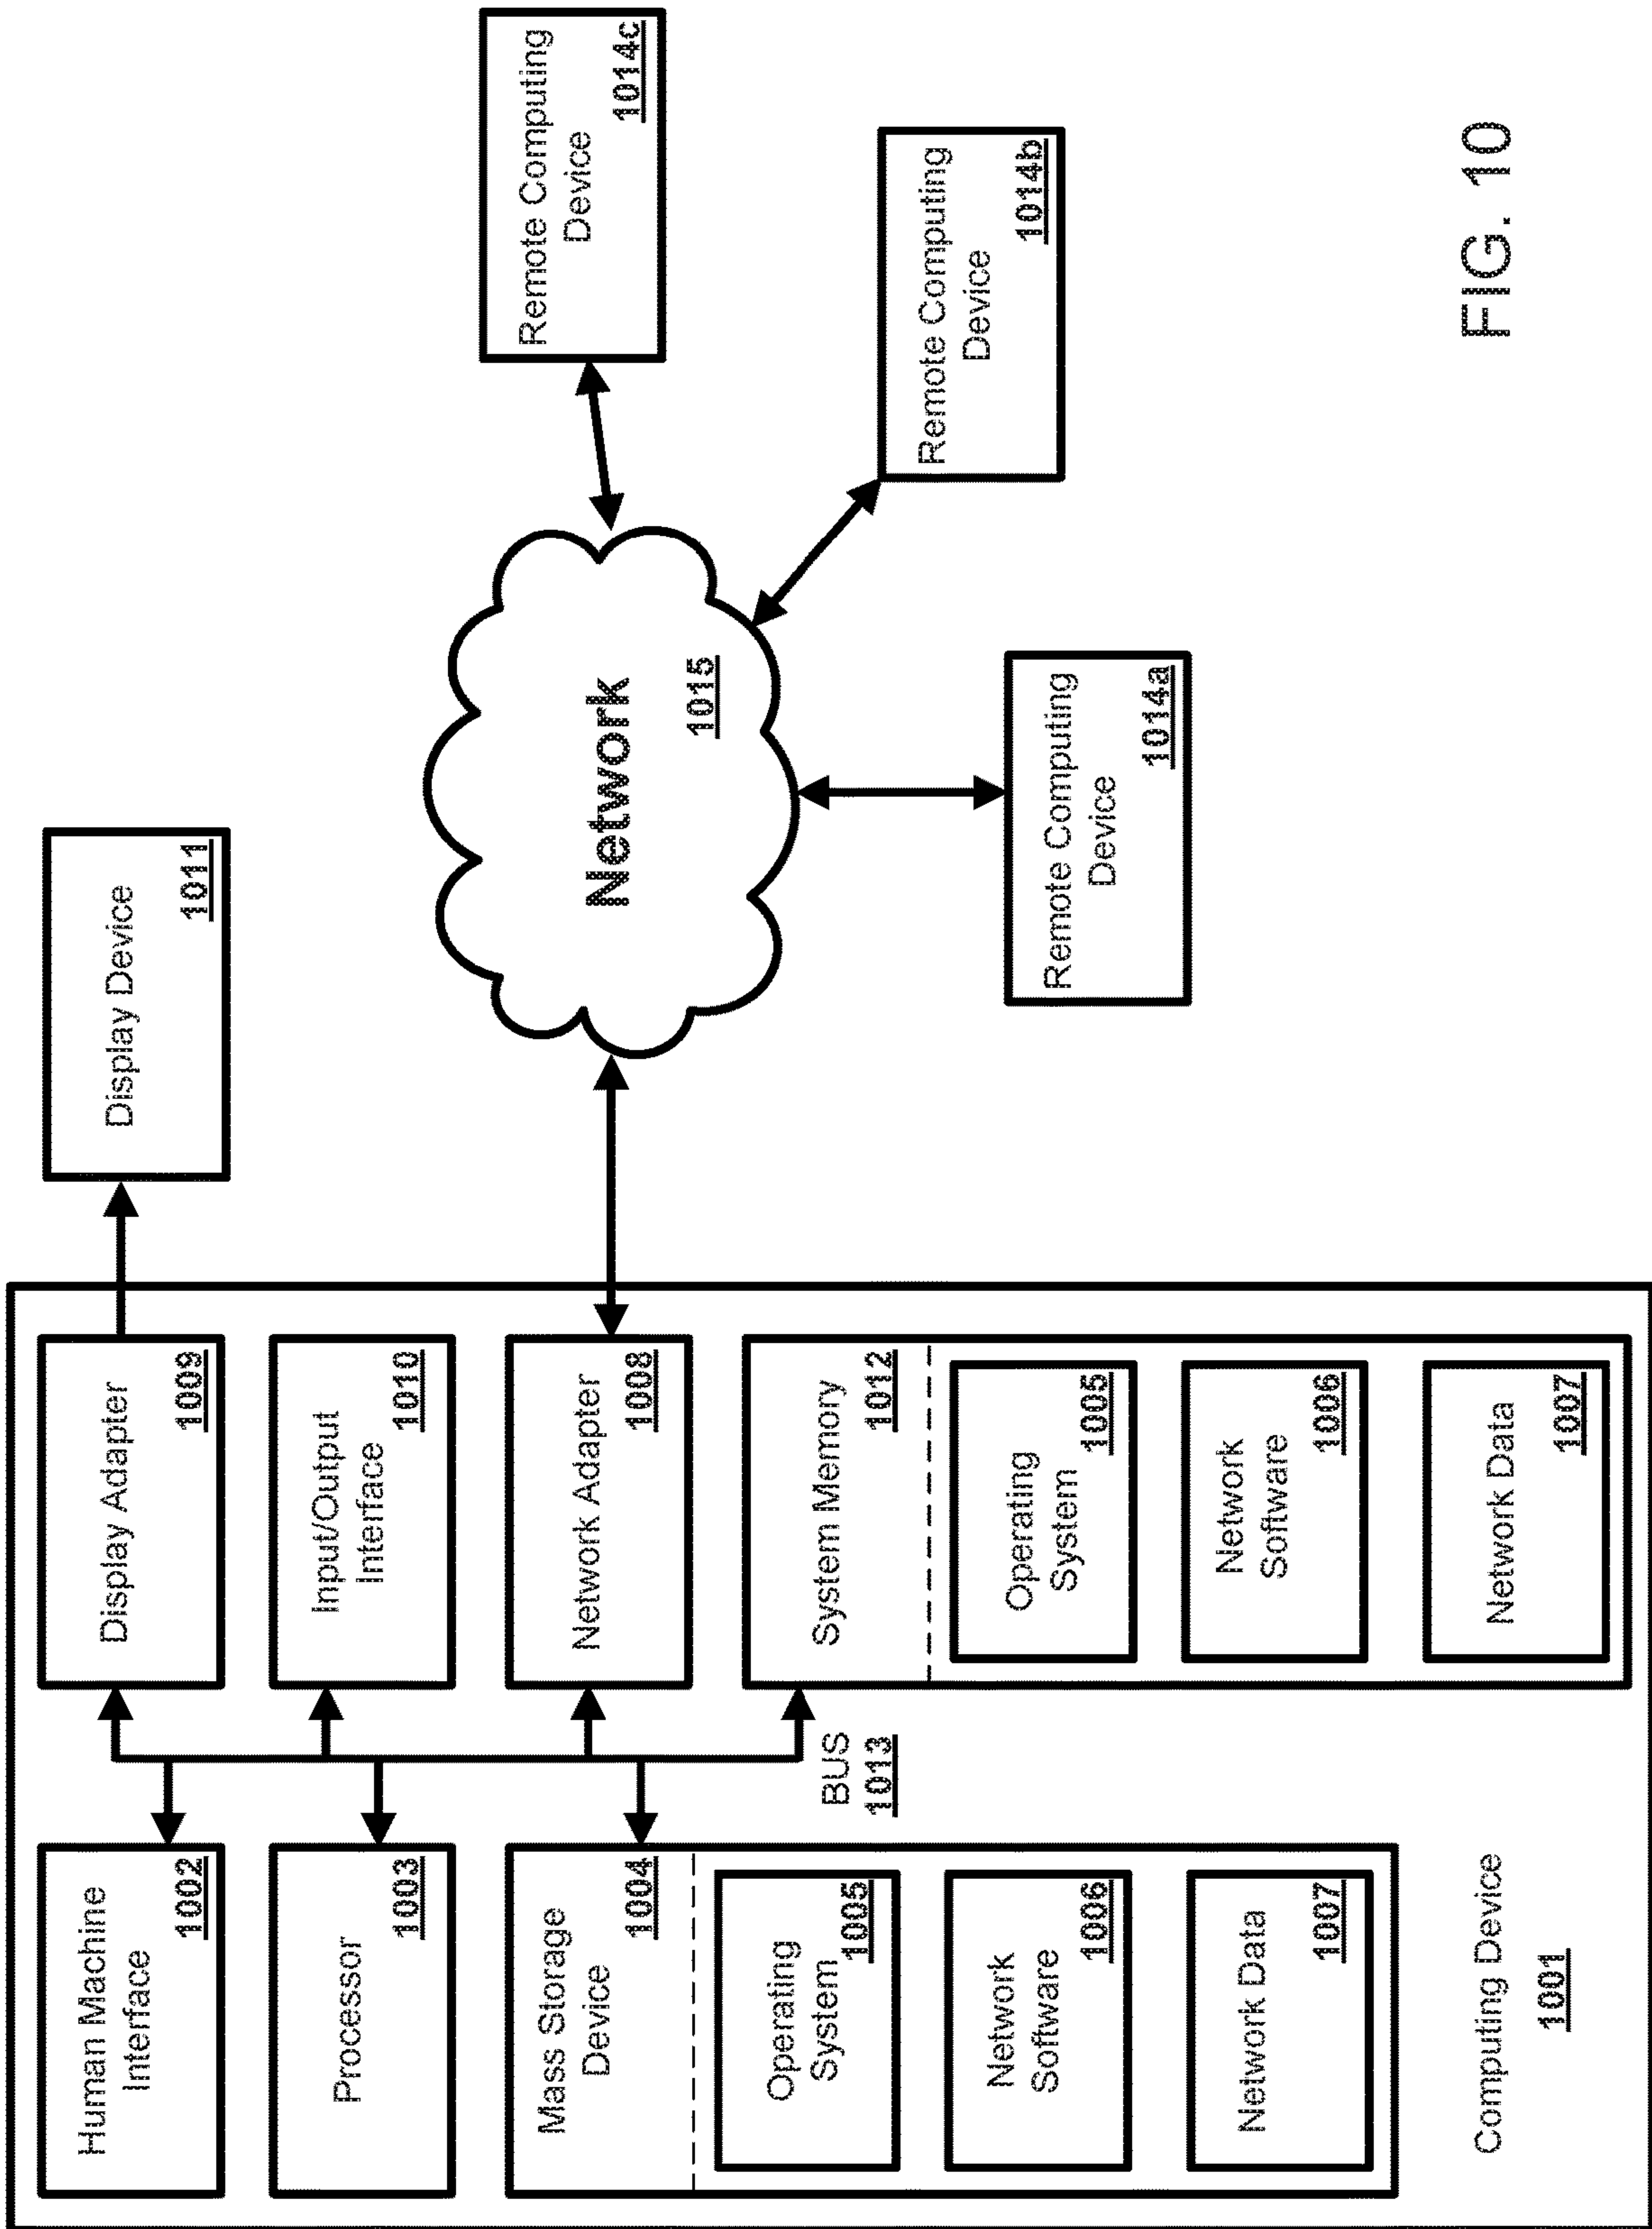 Human Machine
Interface
1002
Processor
1003
Mass Storage
Device
1004
Operating
System
1005
Network
Software
1006
Network Data
1007
Computing Device
1001
BUS
1013
Display Adapter
1009
Input/Output
Interface
1010
Network Adapter
1008
System Memory
1012
Operating
System
1005
Network
Software
1006
Network Data
1007
Display Device
1011
Network
1015
Remote Computing
Device
1014a
Remote Computing
Device
1014b
Remote Computing
Device
1014c
FIG. 10